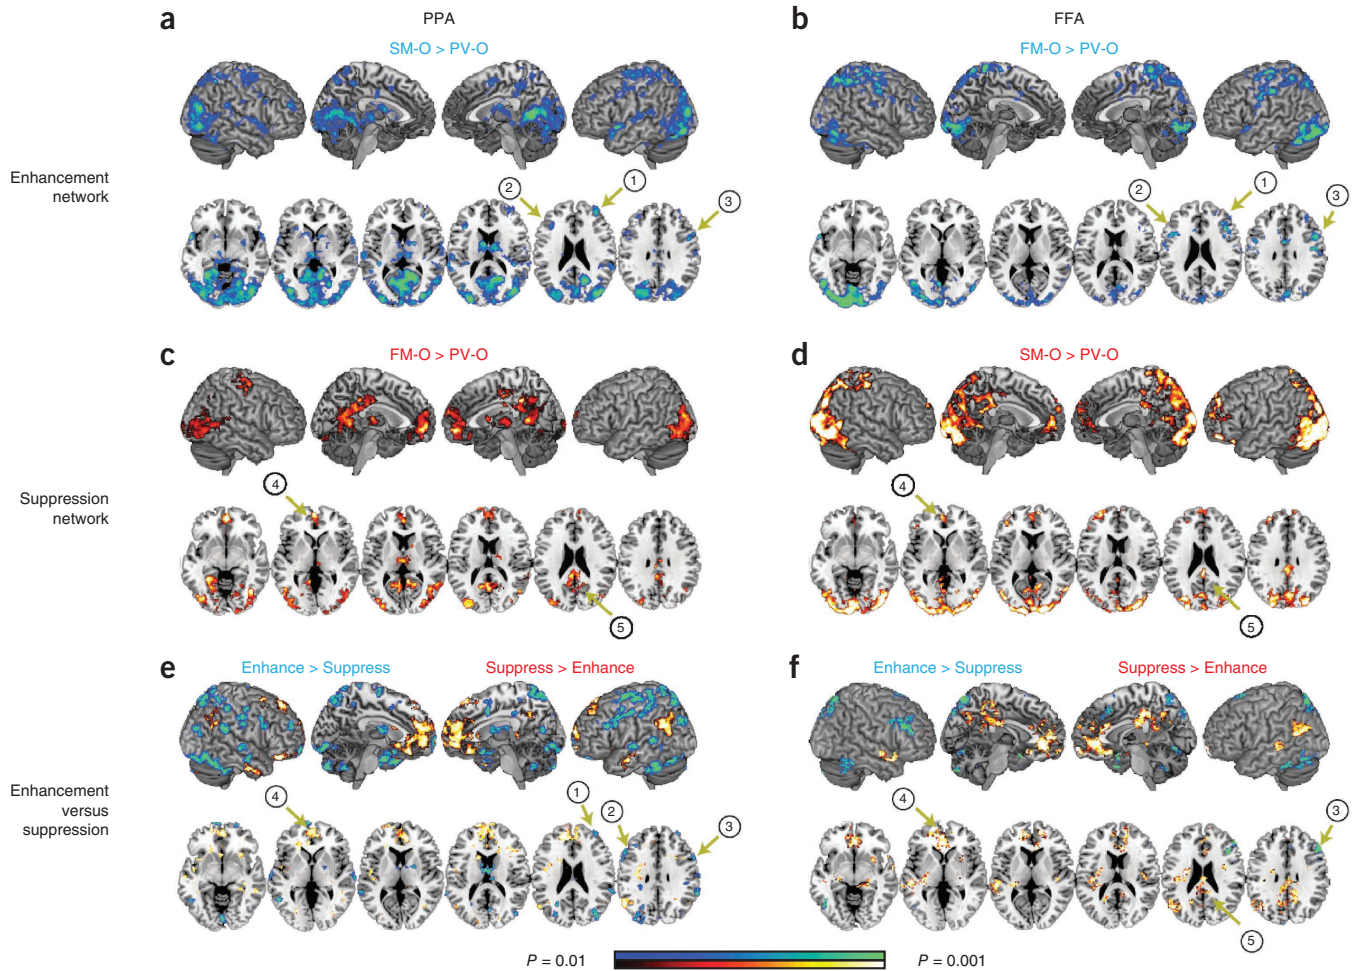 a PPA
SM-O > PV-O
b FFA
FM-O > PV-O
Enhancement
network
2 1 3
2 1 3
c FM-O > PV-O
d SM-O > PV-O
Suppression
network
4
5
4
5
e Enhance > Suppress Suppress > Enhance
f Enhance > Suppress Suppress > Enhance
Enhancement
versus
suppression
4 1 2 3
4 3
5
P = 0.01 P = 0.001